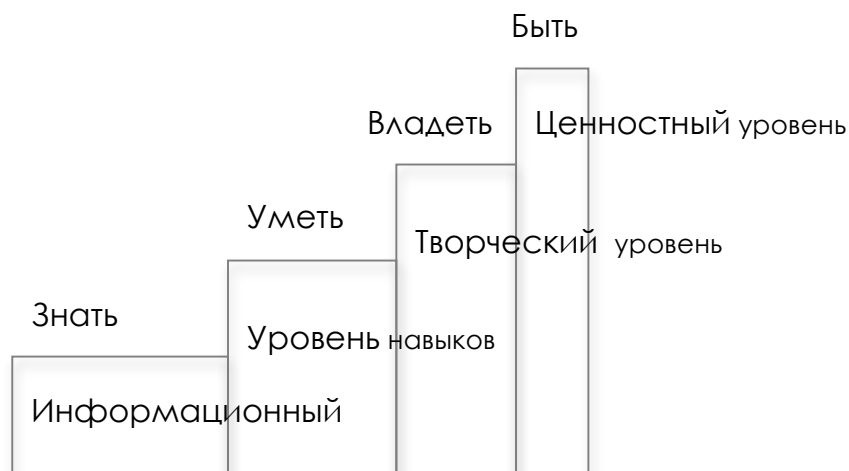 Быть
Владеть
Ценностный уровень
Уметь
Творческий уровень
Знать
Уровень навыков
Информационный